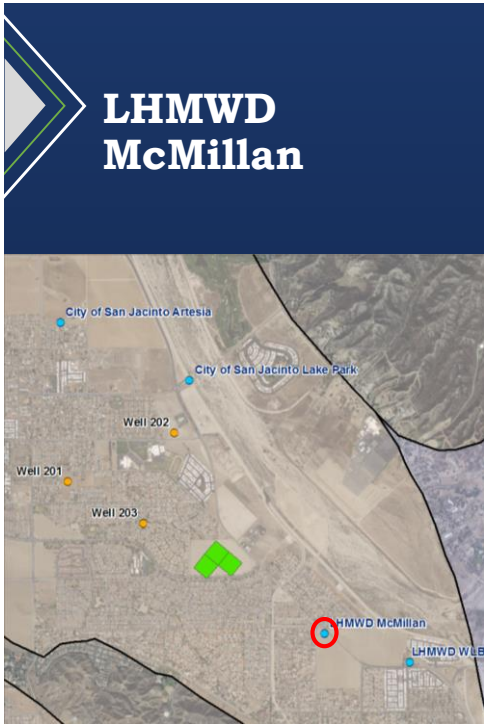 LHMWD
McMillan
City of San Jacinto Artesia
City of San Jacinto Lake Park
Well 202
Well 201
Well 203
LHMWD McMillan
LHMWD WLB